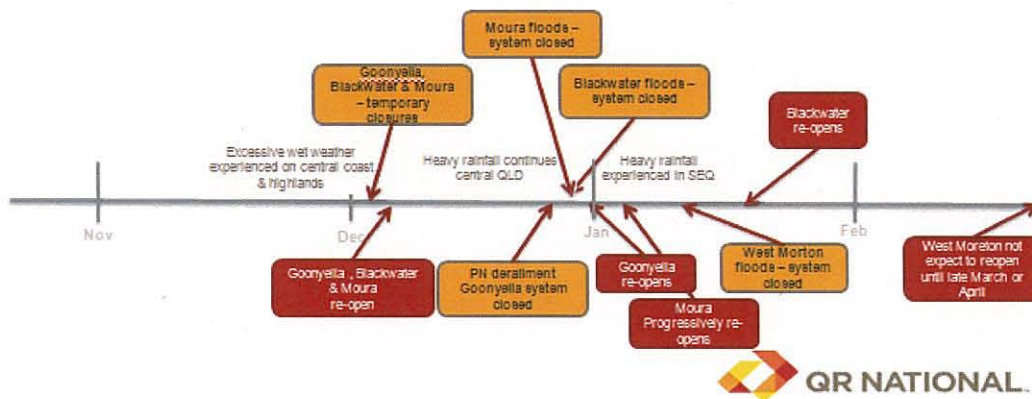 Moura floods –
system closed
Goonyella,
Blackwater & Moura
– temporary
closures
Blackwater floods –
system closed
Blackwater
re-opens
Excessive wet weather
experienced on central coast
& highlands
Heavy rainfall continues
central QLD
Heavy rainfall
experienced in SEQ
Nov
Dec
Jan
Feb
Goonyella , Blackwater
& Moura
re-open
PN derailment
Goonyella system
closed
Goonyella
re-opens
Moura
Progressively re-
opens
West Morton
floods – system
closed
West Moreton not
expect to reopen
until late March or
April
QR NATIONAL